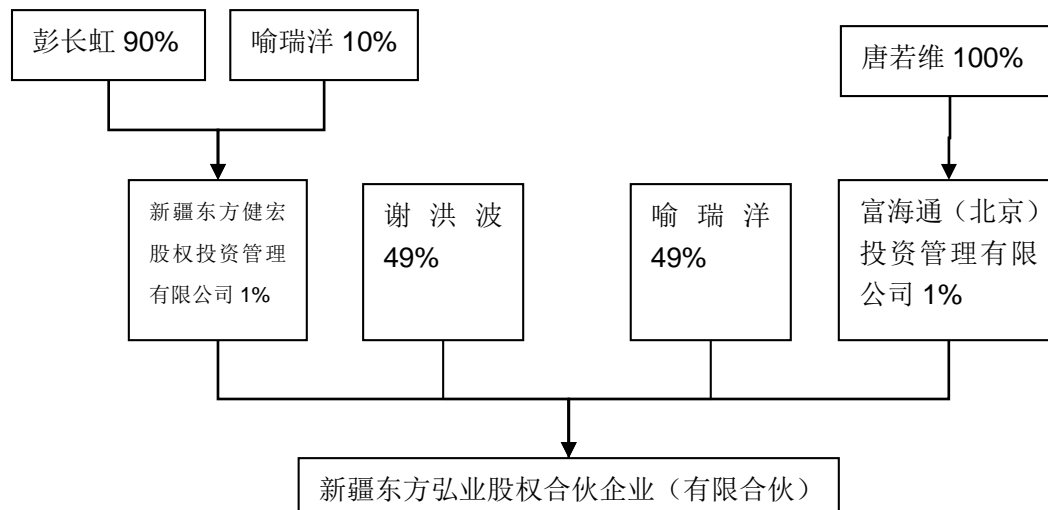 彭长虹 90%
喻瑞洋 10%
唐若维 100%
新疆东方健宏
股权投资管理
有限公司 1%
谢洪波
49%
喻瑞洋
49%
富海通（北京）
投资管理有限
公司 1%
新疆东方弘业股权合伙企业（有限合伙）